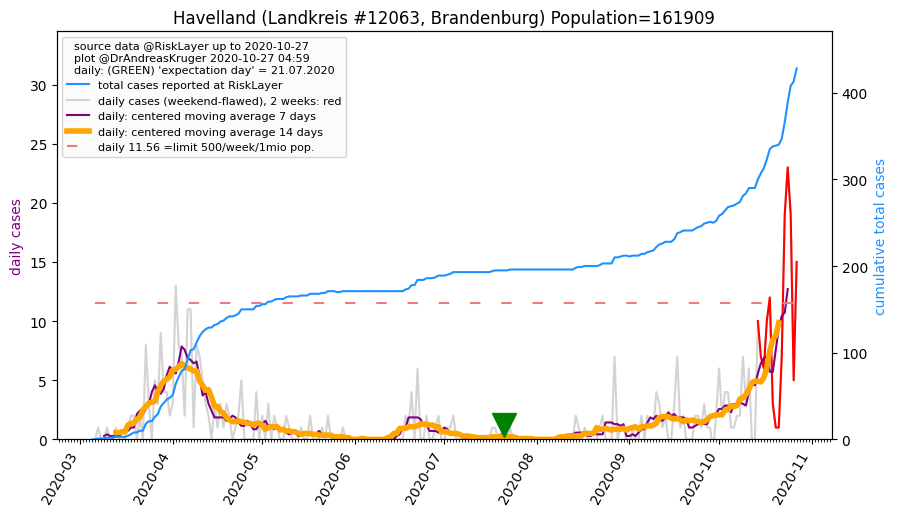 Havelland (Landkreis #12063, Brandenburg) Population=161909
source data @RiskLayer up to 2020-10-27
plot @DrAndreasKruger 2020-10-27 04:59
daily: (GREEN) 'expectation day' = 21.07.2020
total cases reported at RiskLayer
daily cases (weekend-flawed), 2 weeks: red
daily: centered moving average 7 days
daily: centered moving average 14 days
daily 11.56 =limit 500/week/1mio pop.
daily cases
30
25
20
15
10
5
0
cumulative total cases
400
300
200
100
0
2020-03
2020-04
2020-05
2020-06
2020-07
2020-08
2020-09
2020-10
2020-11